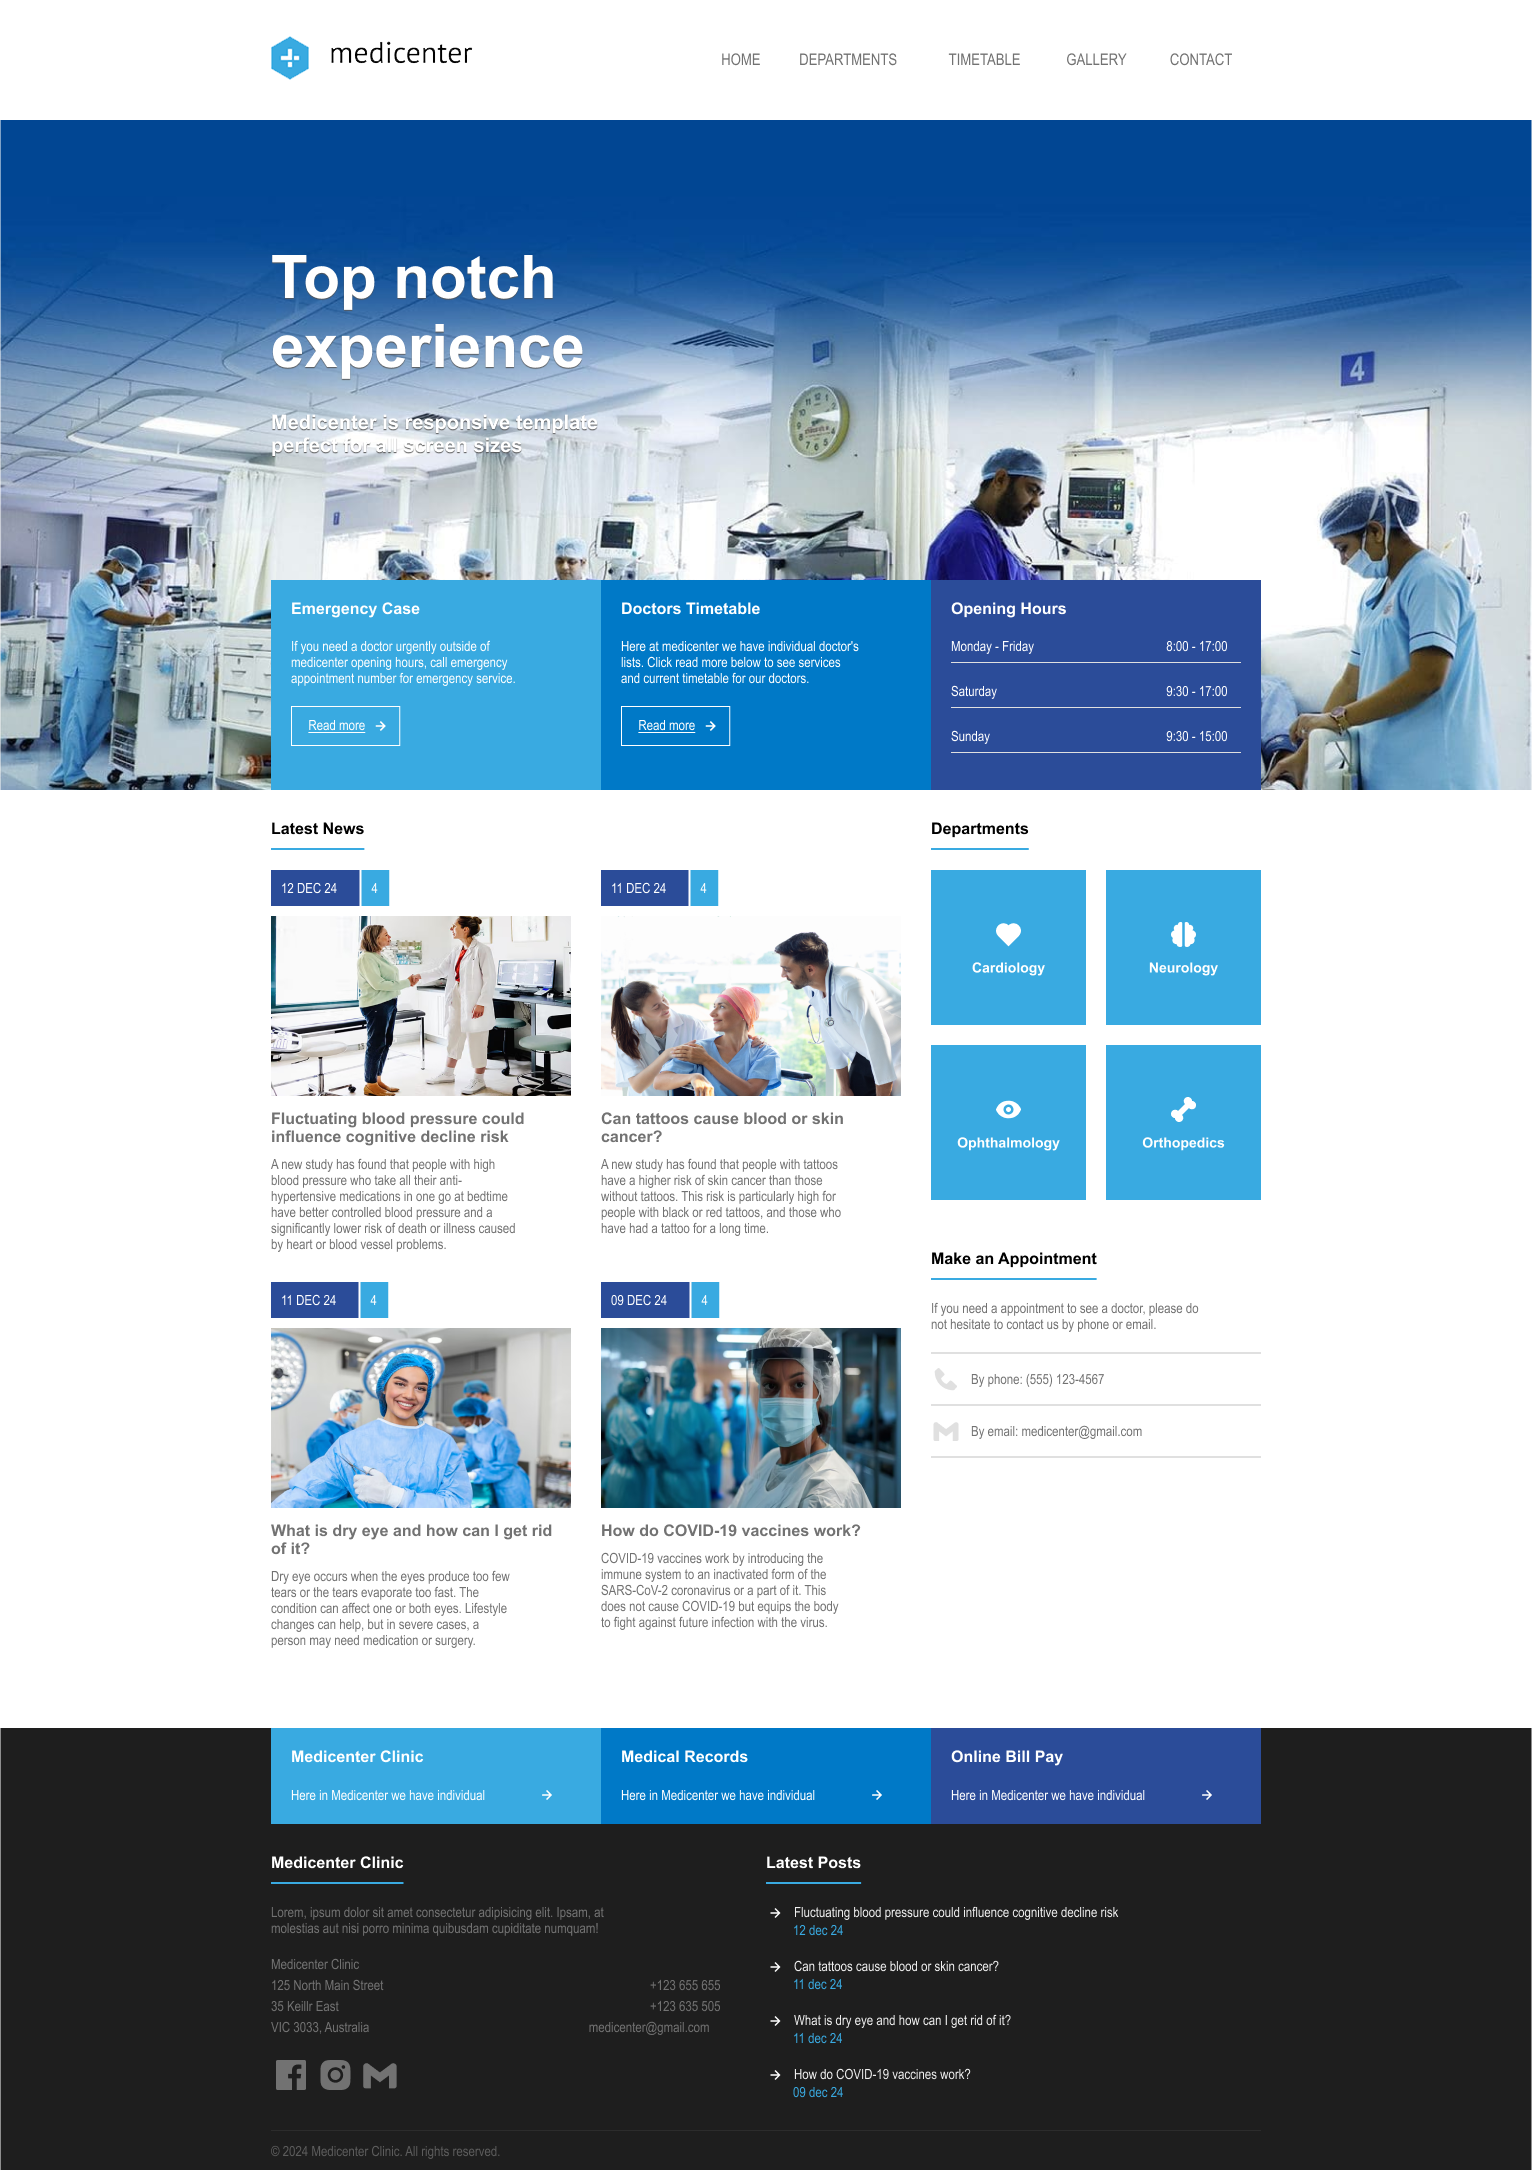 medicenter
HOME
DEPARTMENTS
TIMETABLE
GALLERY
CONTACT
Top notch
experience
Medicenter is responsive template
perfect for all screen sizes
4
Emergency Case
If you need a doctor urgently outside of
medicenter opening hours, call emergency
appointment number for emergency service.
Read more
Doctors Timetable
Here at medicenter we have individual doctor's
lists. Click read more below to see services
and current timetable for our doctors.
Read more
Opening Hours
Monday - Friday 8:00 - 17:00
Saturday 9:30 - 17:00
Sunday 9:30 - 15:00
Latest News
12 DEC 24 4
Fluctuating blood pressure could
influence cognitive decline risk
A new study has found that people with high
blood pressure who take all their anti-
hypertensive medications in one go at bedtime
have better controlled blood pressure and a
significantly lower risk of death or illness caused
by heart or blood vessel problems.
11 DEC 24 4
Can tattoos cause blood or skin
cancer?
A new study has found that people with tattoos
have a higher risk of skin cancer than those
without tattoos. This risk is particularly high for
people with black or red tattoos, and those who
have had a tattoo for a long time.
11 DEC 24 4
What is dry eye and how can I get rid
of it?
Dry eye occurs when the eyes produce too few
tears or the tears evaporate too fast. The
condition can affect one or both eyes. Lifestyle
changes can help, but in severe cases, a
person may need medication or surgery.
09 DEC 24 4
How do COVID-19 vaccines work?
COVID-19 vaccines work by introducing the
immune system to an inactivated form of the
SARS-CoV-2 coronavirus or a part of it. This
does not cause COVID-19 but equips the body
to fight against future infection with the virus.
Departments
Cardiology
Neurology
Ophthalmology
Orthopedics
Make an Appointment
If you need a appointment to see a doctor, please do
not hesitate to contact us by phone or email.
By phone: (555) 123-4567
By email: medicenter@gmail.com
Medicenter Clinic
Here in Medicenter we have individual
Medical Records
Here in Medicenter we have individual
Online Bill Pay
Here in Medicenter we have individual
Medicenter Clinic
Lorem, ipsum dolor sit amet consectetur adipisicing elit. Ipsam, at
molestias aut nisi porro minima quibusdam cupiditate numquam!
Medicenter Clinic
125 North Main Street +123 655 655
35 Keillr East +123 635 505
VIC 3033, Australia medicenter@gmail.com
Latest Posts
Fluctuating blood pressure could influence cognitive decline risk
12 dec 24
Can tattoos cause blood or skin cancer?
11 dec 24
What is dry eye and how can I get rid of it?
11 dec 24
How do COVID-19 vaccines work?
09 dec 24
© 2024 Medicenter Clinic. All rights reserved.